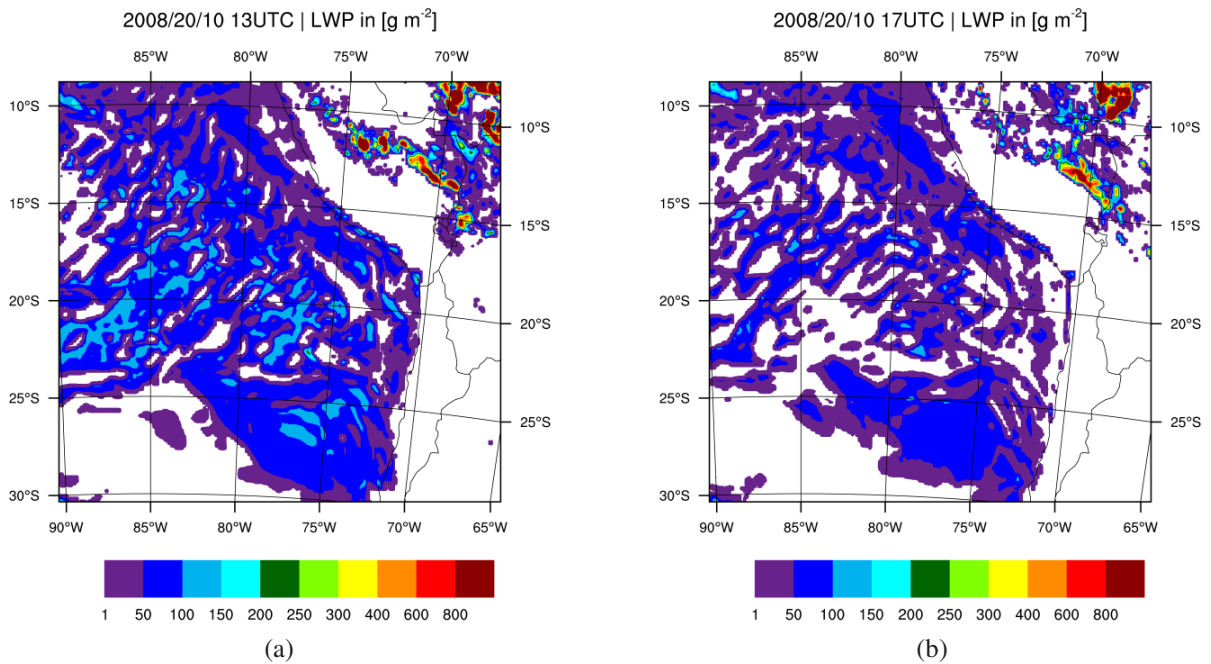 2008/20/10 13UTC | LWP in [g m⁻²]
85°W 80°W 75°W 70°W
10°S 10°S
15°S 15°S
20°S 20°S
25°S 25°S
30°S
90°W 85°W 80°W 75°W 70°W 65°W
1 50 100 150 200 250 300 400 600 800
(a)
2008/20/10 17UTC | LWP in [g m⁻²]
85°W 80°W 75°W 70°W
10°S 10°S
15°S 15°S
20°S 20°S
25°S 25°S
30°S
90°W 85°W 80°W 75°W 70°W 65°W
1 50 100 150 200 250 300 400 600 800
(b)